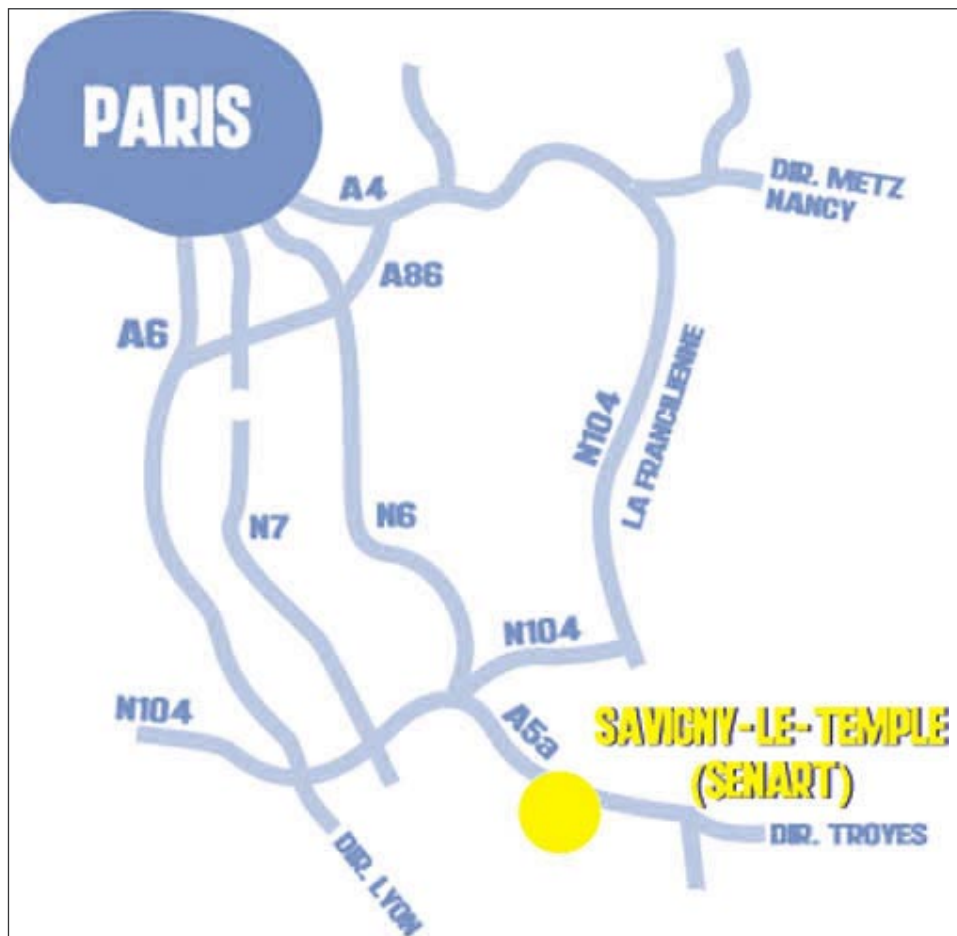 PARIS
A4
DIR. METZ
NANCY
A86
A6
N104
LA FRANCILIENNE
N7
N6
N104
N104
A5a
SAVIGNY-LE-TEMPLE
(SENART)
DIR. TROYES
DIR. LYON